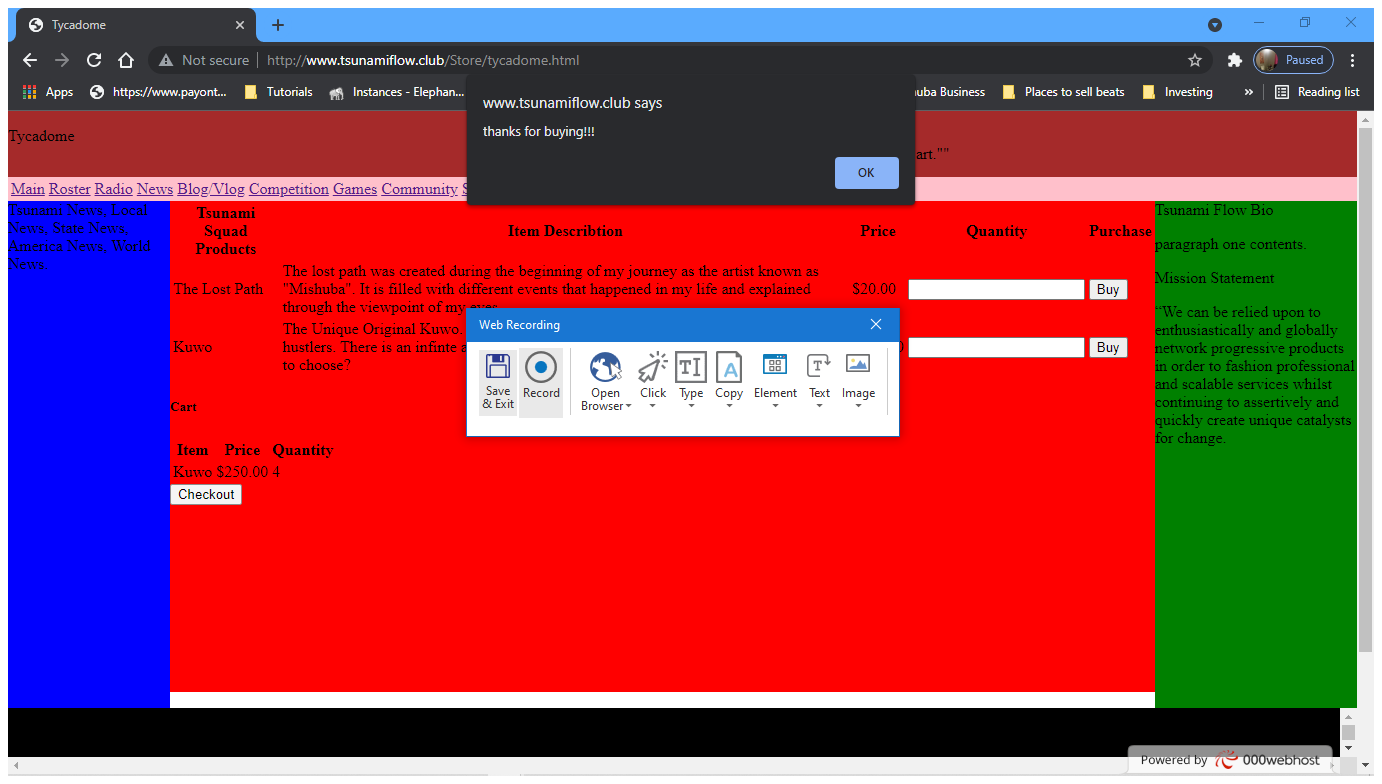 Tycadome
Not secure http://www.tsunamiflow.club/Store/tycadome.html Paused
Apps https://www.payont... Tutorials Instances - Elephan... uba Business Places to sell beats Investing » Reading list
www.tsunamiflow.club says
thanks for buying!!!
OK
Tycadome
art.""
Main Roster Radio News Blog/Vlog Competition Games Community S
Tsunami News, Local
News, State News,
America News, World
News.
Tsunami
Squad
Products
Item Describtion Price Quantity Purchase
The Lost Path
The lost path was created during the beginning of my journey as the artist known as
"Mishuba". It is filled with different events that happened in my life and explained
through the viewpoint of my eyes.
$20.00
Buy
Kuwo
The Unique Original Kuwo.
hustlers. There is an infinte a
to choose?
0
Buy
Web Recording
Save
& Exit
Record
Open
Browser
Click
Type
Copy
Element
Text
Image
Cart
Item Price Quantity
Kuwo $250.00 4
Checkout
Tsunami Flow Bio
paragraph one contents.
Mission Statement
"We can be relied upon to
enthusiastically and globally
network progressive products
in order to fashion professional
and scalable services whilst
continuing to assertively and
quickly create unique catalysts
for change.
Powered by 000webhost